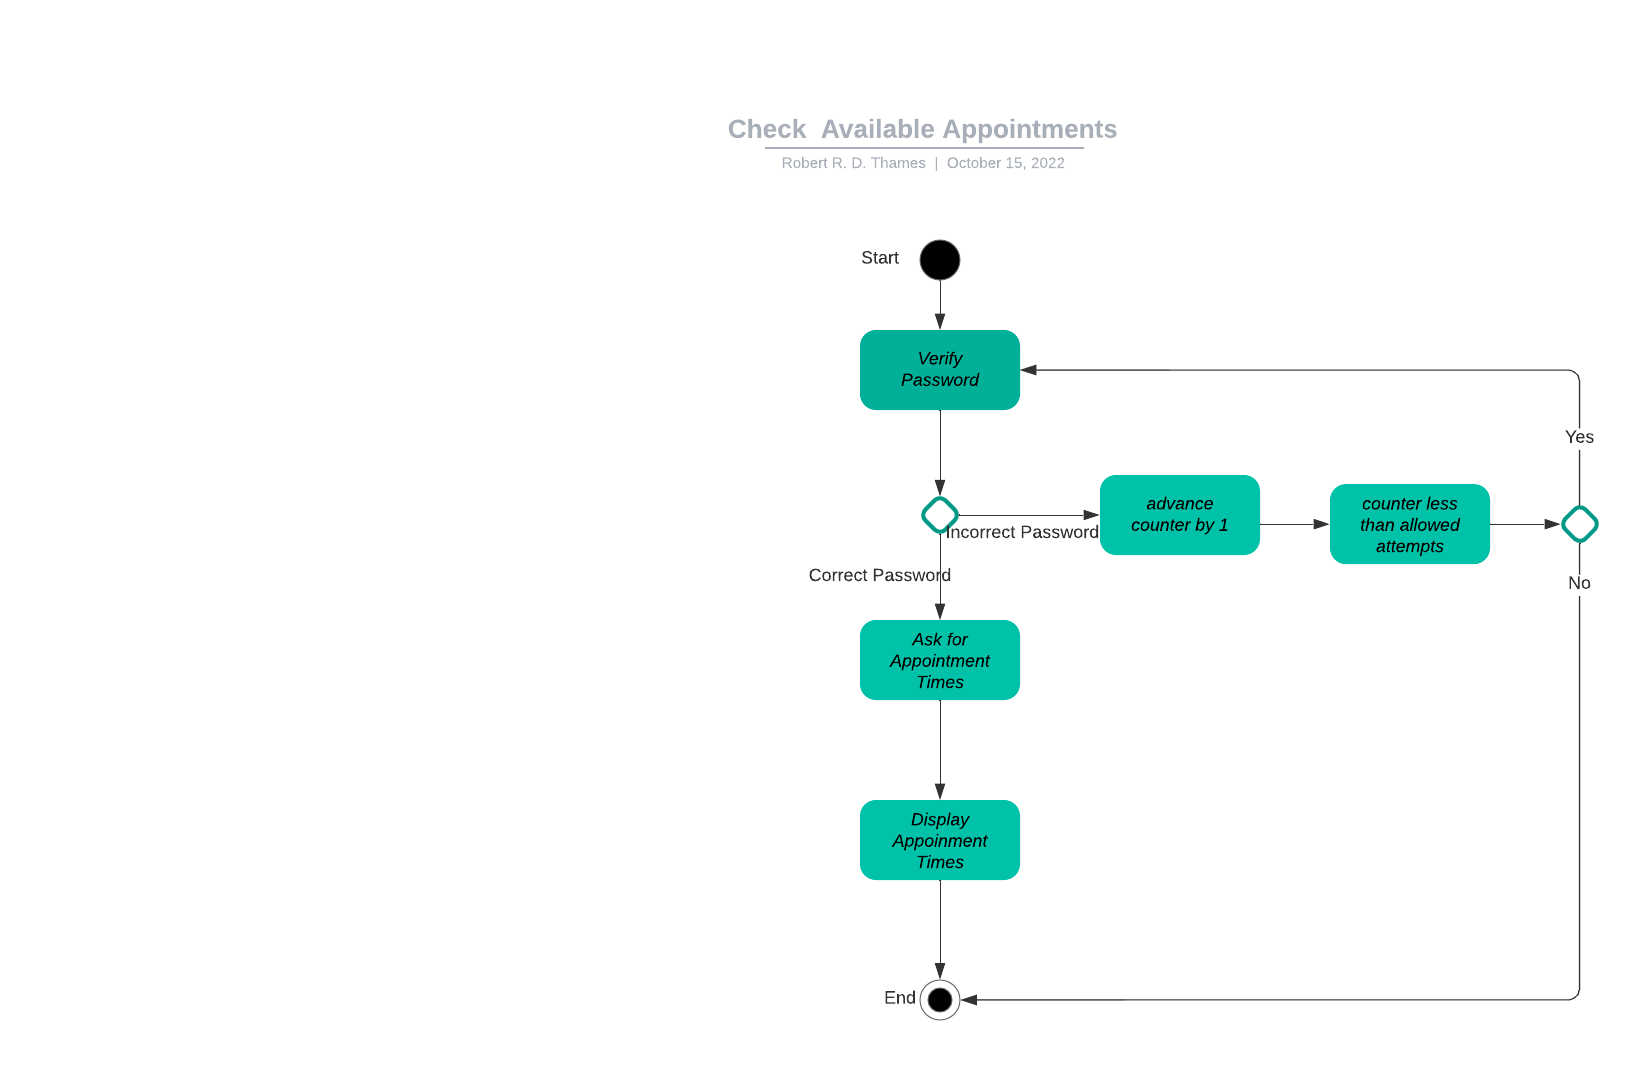 Check  Available Appointments
Robert R. D. Thames  |  October 15, 2022
Start
Verify
Password
Yes
advance
counter by 1
counter less
than allowed
attempts
Incorrect Password
Correct Password
No
Ask for
Appointment
Times
Display
Appoinment
Times
End